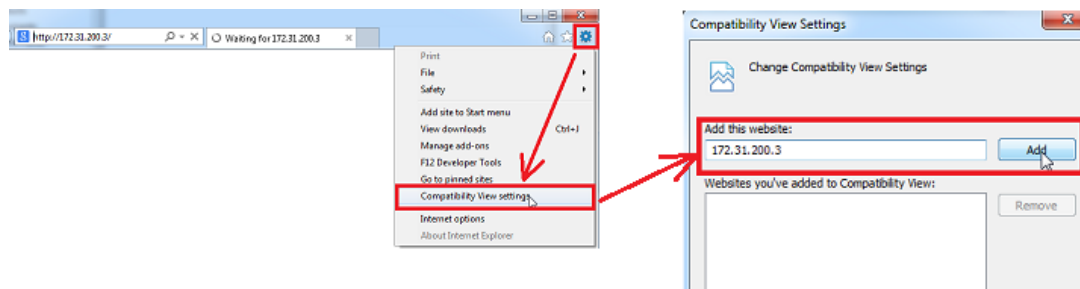 http://172.31.200.3/
Waiting for 172.31.200.3
Print
File
Safety
Add site to Start menu
View downloads Ctrl+J
Manage add-ons
F12 Developer Tools
Go to pinned sites
Compatibility View settings
Internet options
About Internet Explorer
Compatibility View Settings
Change Compatibility View Settings
Add this website:
172.31.200.3 Add
Websites you've added to Compatibility View:
Remove